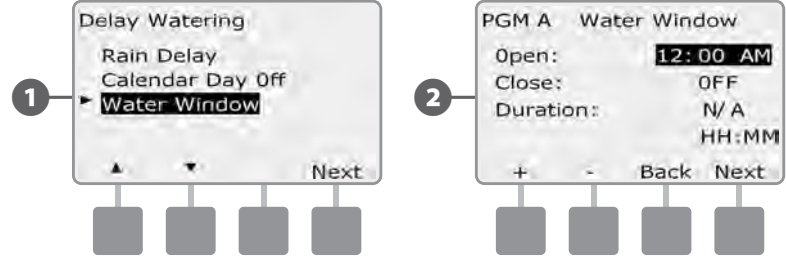 1
Delay Watering
Rain Delay
Calendar Day Off
Water Window
Next
2
PGM A Water Window
Open: 12:00 AM
Close: OFF
Duration: N/A
HH:MM
+ - Back Next